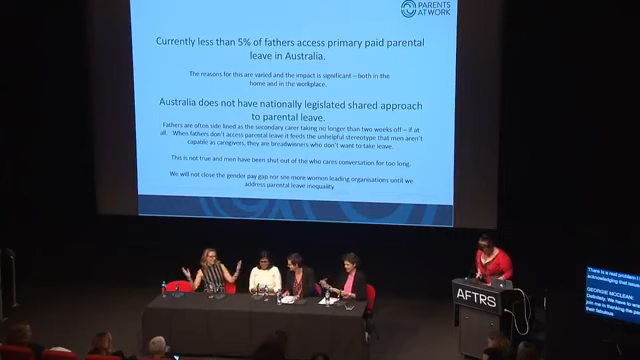 PARENTS
AT WORK
Currently less than 5% of fathers access primary paid parental
leave in Australia.
The reasons for this are varied and the impact is significant – both in the
home and in the workplace.
Australia does not have nationally legislated shared approach
to parental leave.
Fathers are often side lined as the secondary carer taking no longer than two weeks off – if at
all. When fathers don't access parental leave it feeds the unhelpful stereotype that men aren't
capable as caregivers, they are breadwinners who don't want to take leave.
This is not true and men have been shut out of the who cares conversation for too long.
We will not close the gender pay gap nor see more women leading organisations until we
address parental leave inequality
AFTRS
There is a real problem
acknowledging that
issue.
GEORGIE MCCLEAN:
Definitely. We have to
join me in thanking the
their fabulous